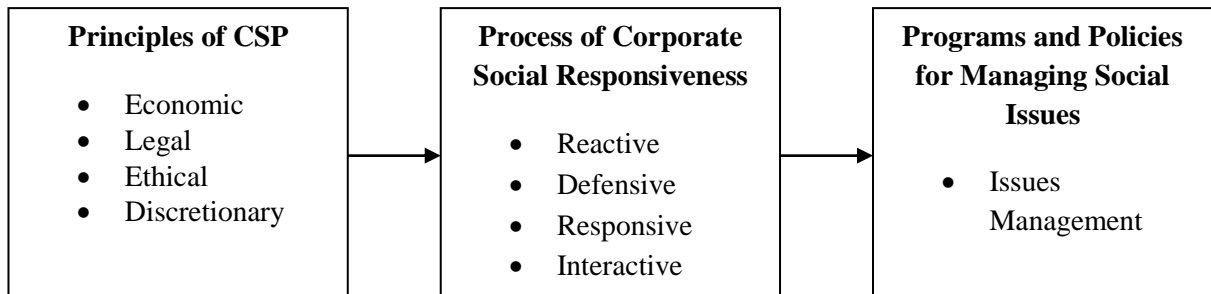 Principles of CSP
• Economic
• Legal
• Ethical
• Discretionary
Process of Corporate
Social Responsiveness
• Reactive
• Defensive
• Responsive
• Interactive
Programs and Policies
for Managing Social
Issues
• Issues
Management